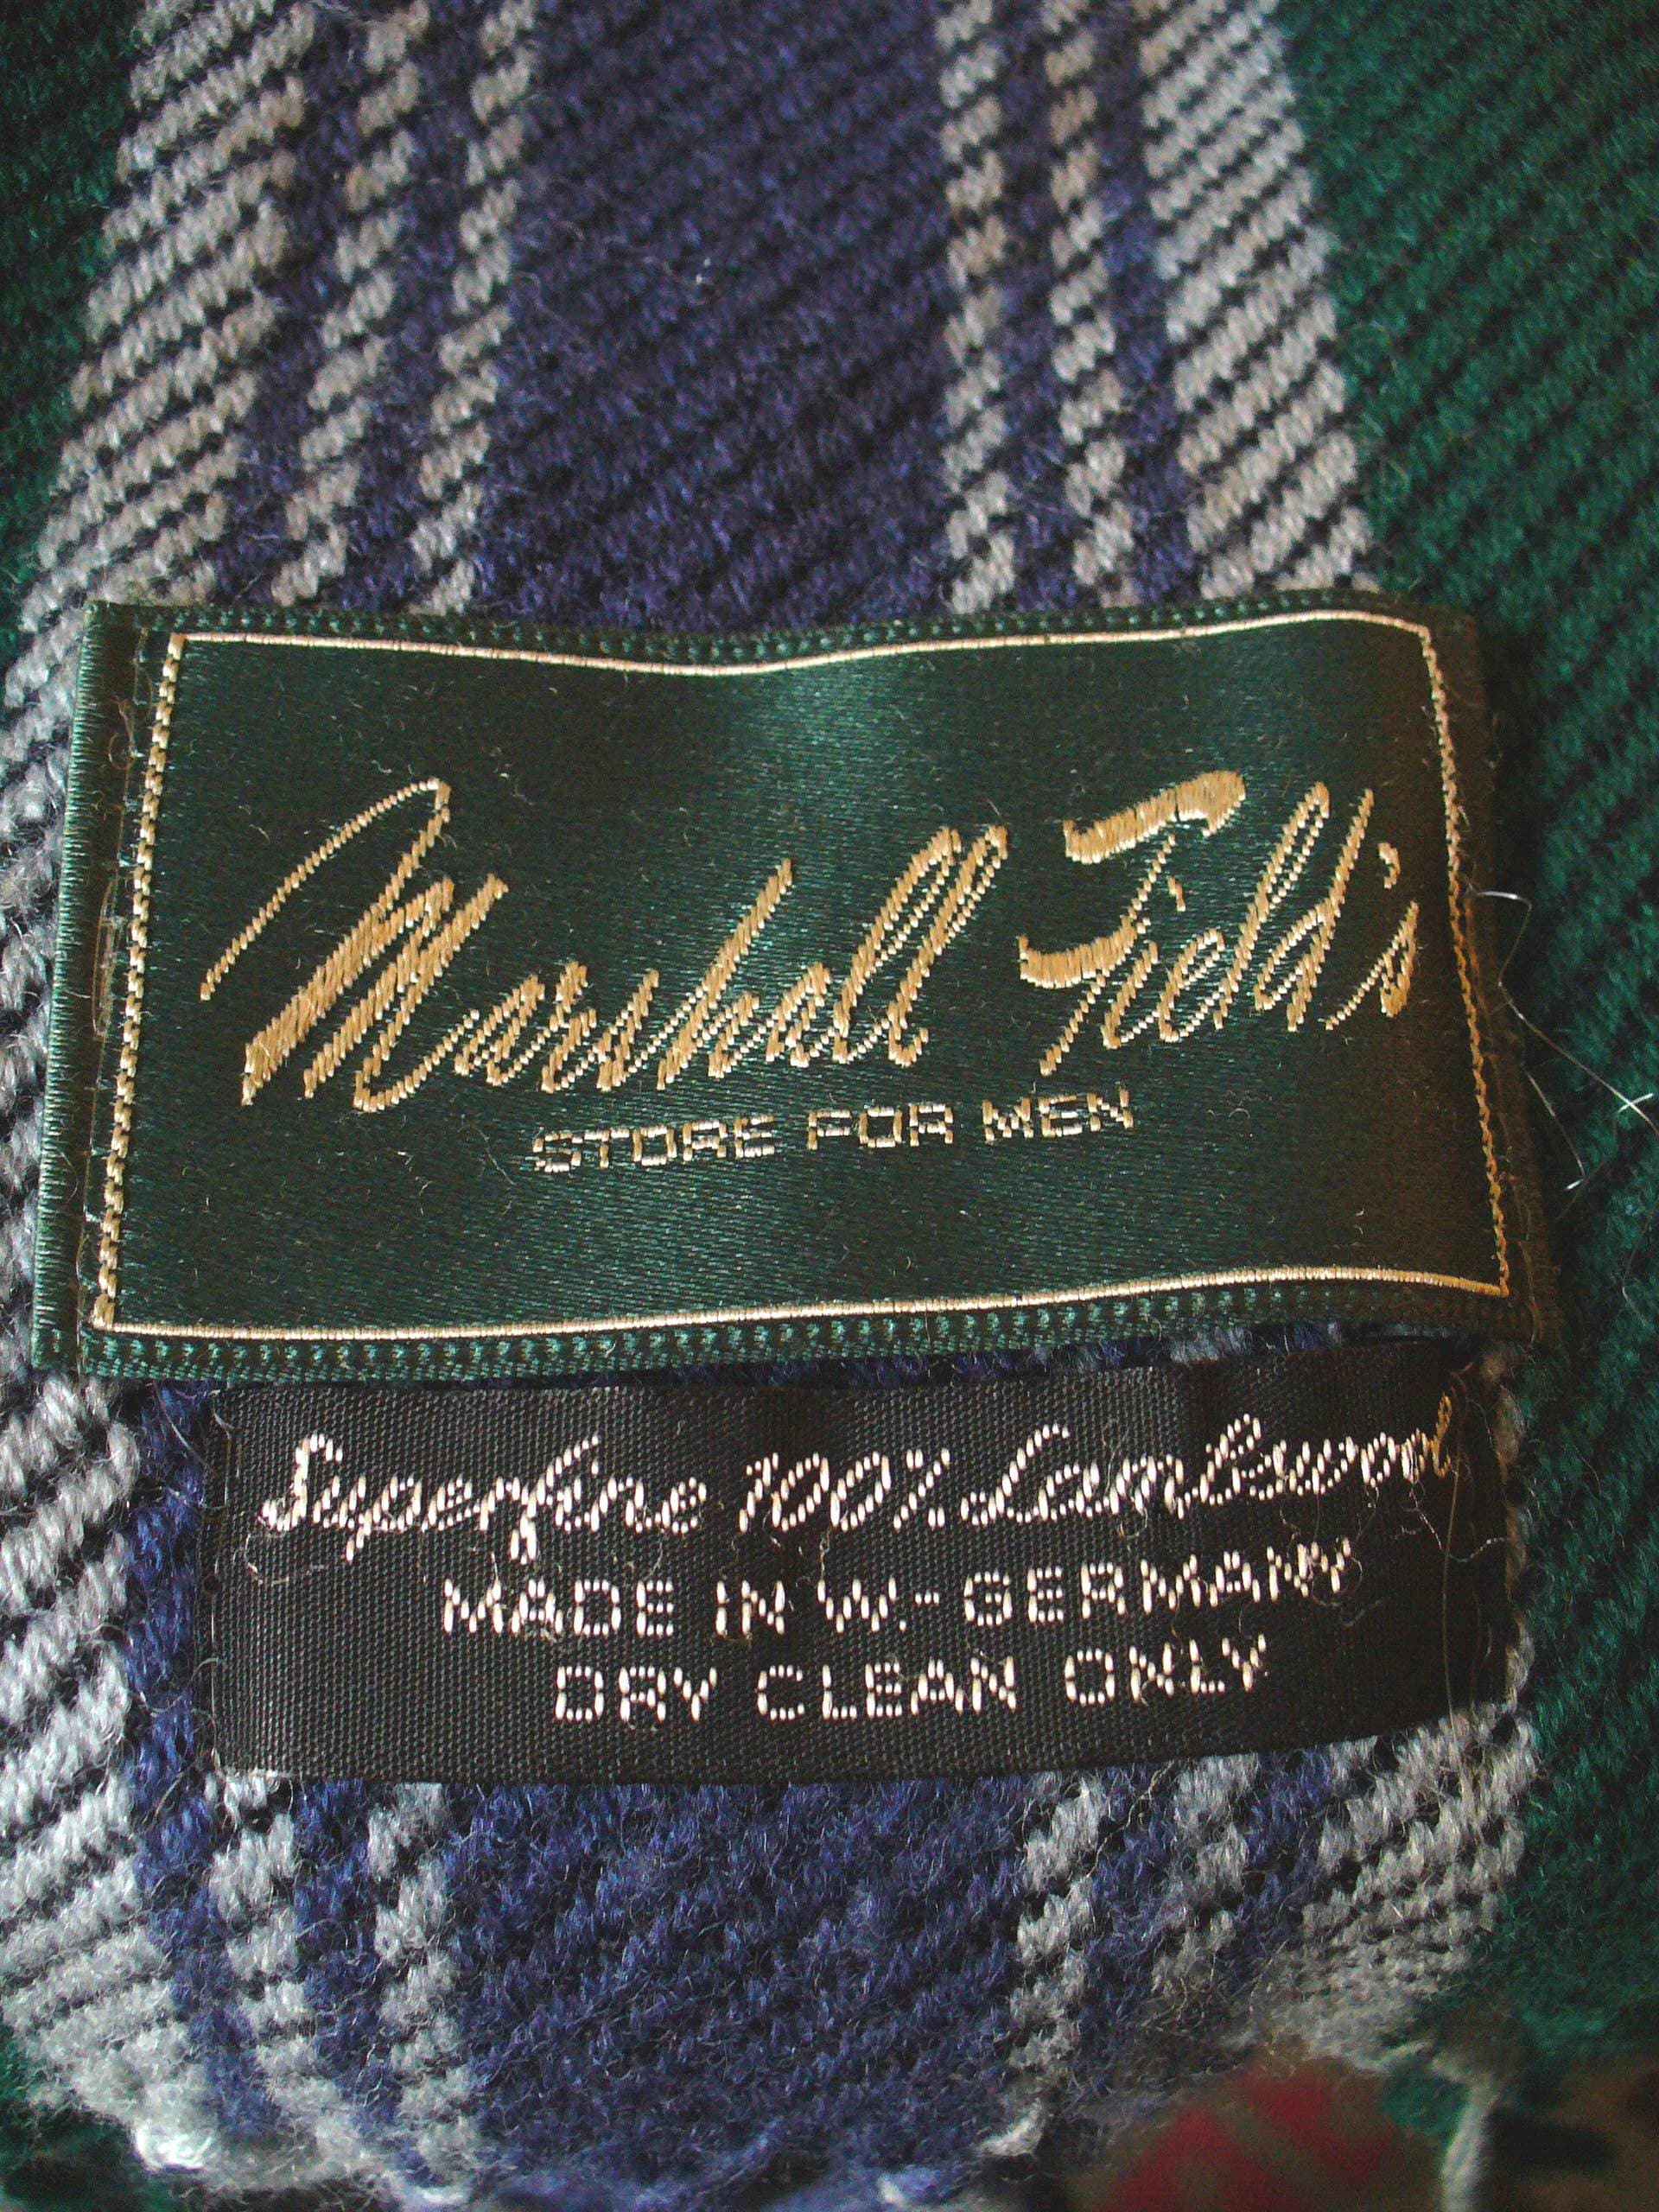 Marshall Field's
STORE FOR MEN
Superfine 100% Lambswool
MADE IN W.-GERMANY
DRY CLEAN ONLY